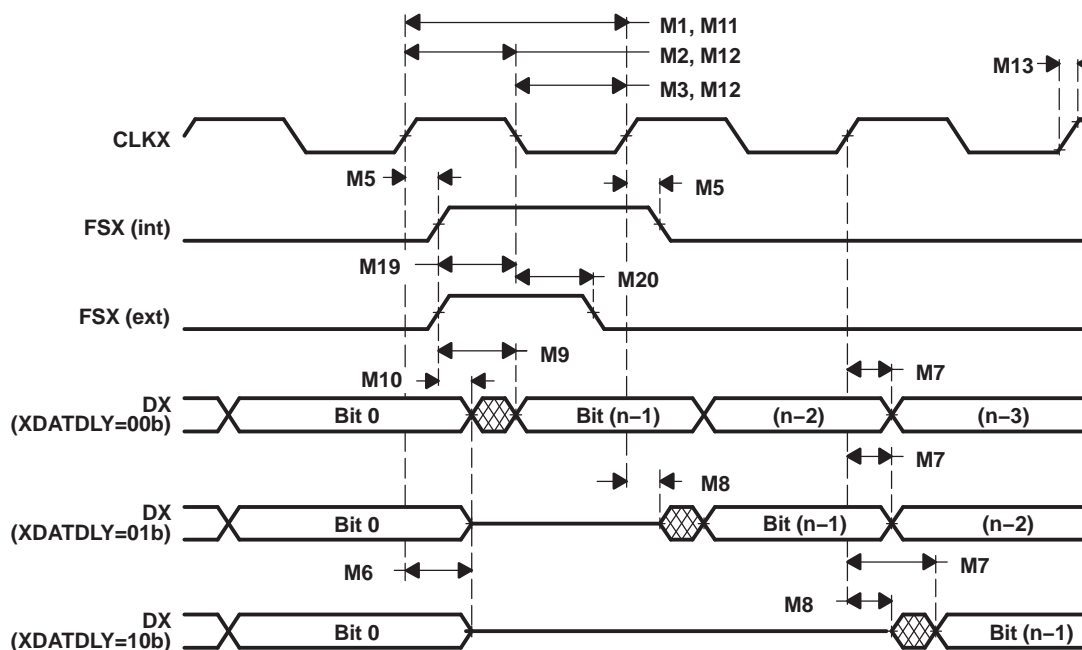 M1, M11
M2, M12
M13
M3, M12
CLKX
M5
M5
FSX (int)
M19
M20
FSX (ext)
M9
M10
M7
DX
(XDATDLY=00b)
Bit 0
Bit (n−1)
(n−2)
(n−3)
M7
M8
DX
(XDATDLY=01b)
Bit 0
Bit (n−1)
(n−2)
M6
M7
M8
DX
(XDATDLY=10b)
Bit 0
Bit (n−1)